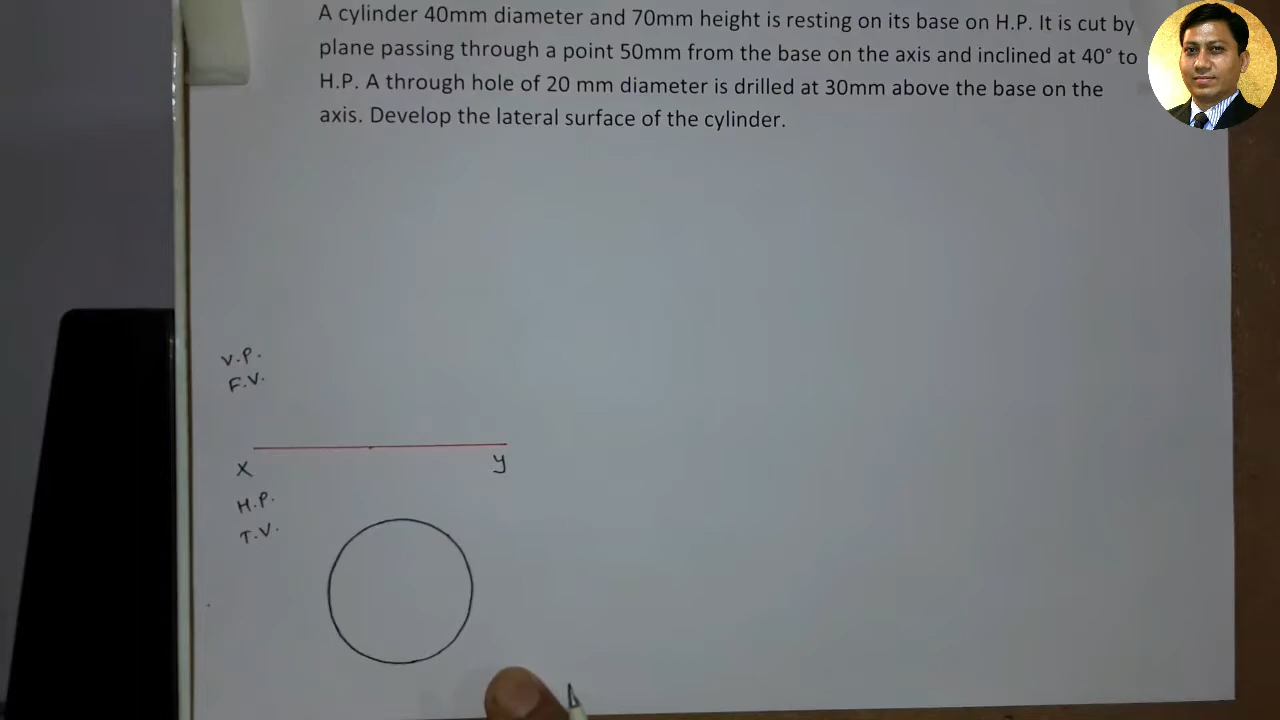 A cylinder 40mm diameter and 70mm height is resting on its base on H.P. It is cut by
plane passing through a point 50mm from the base on the axis and inclined at 40° to
H.P. A through hole of 20 mm diameter is drilled at 30mm above the base on the
axis. Develop the lateral surface of the cylinder.
V.P.
F.V.
X y
H.P.
T.V.